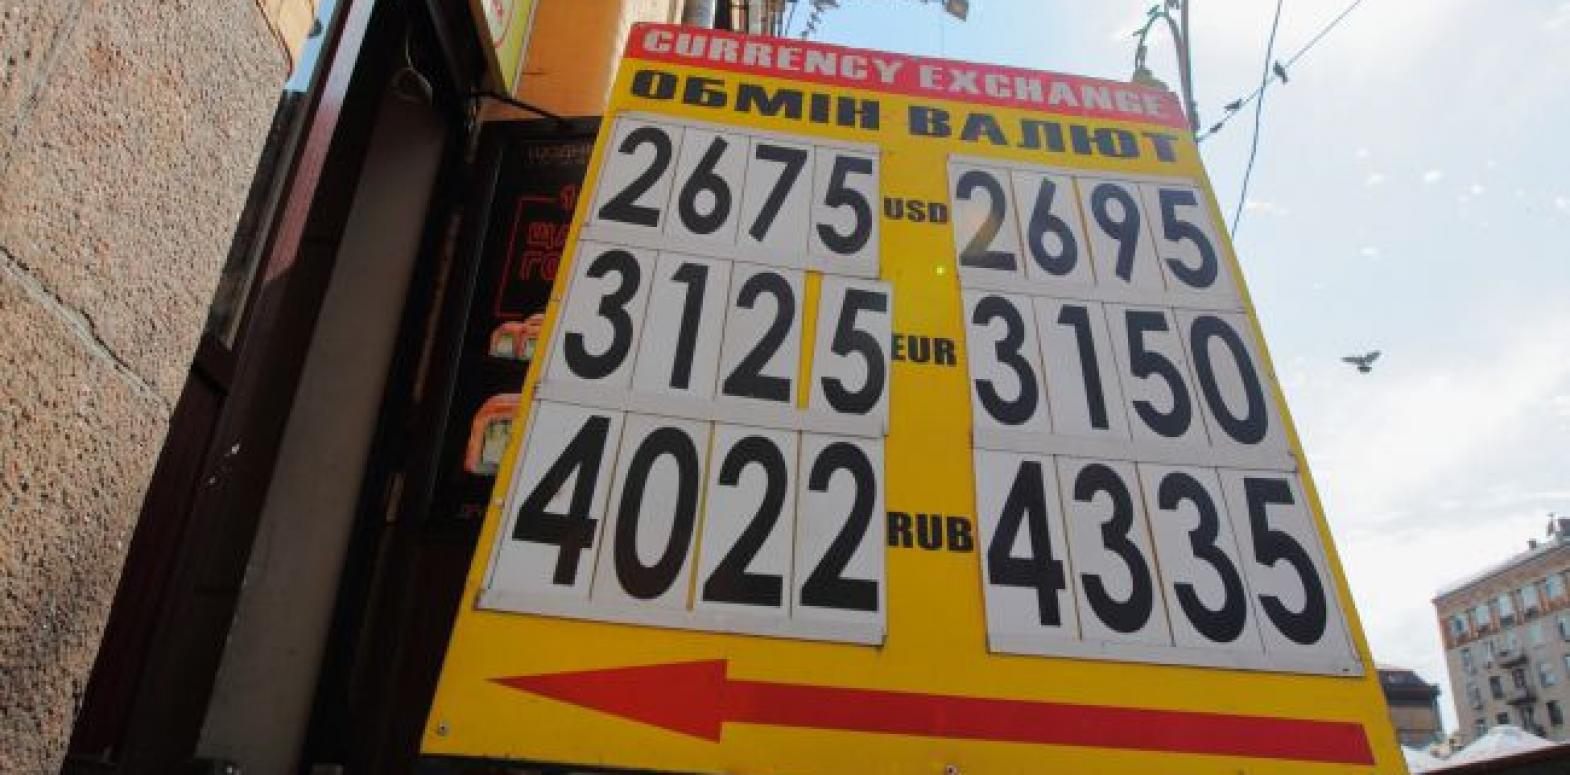 CURRENCY EXCHANGE
ОБМІН ВАЛЮТ
2675 USD 2695
3125 EUR 3150
4022 RUB 4335